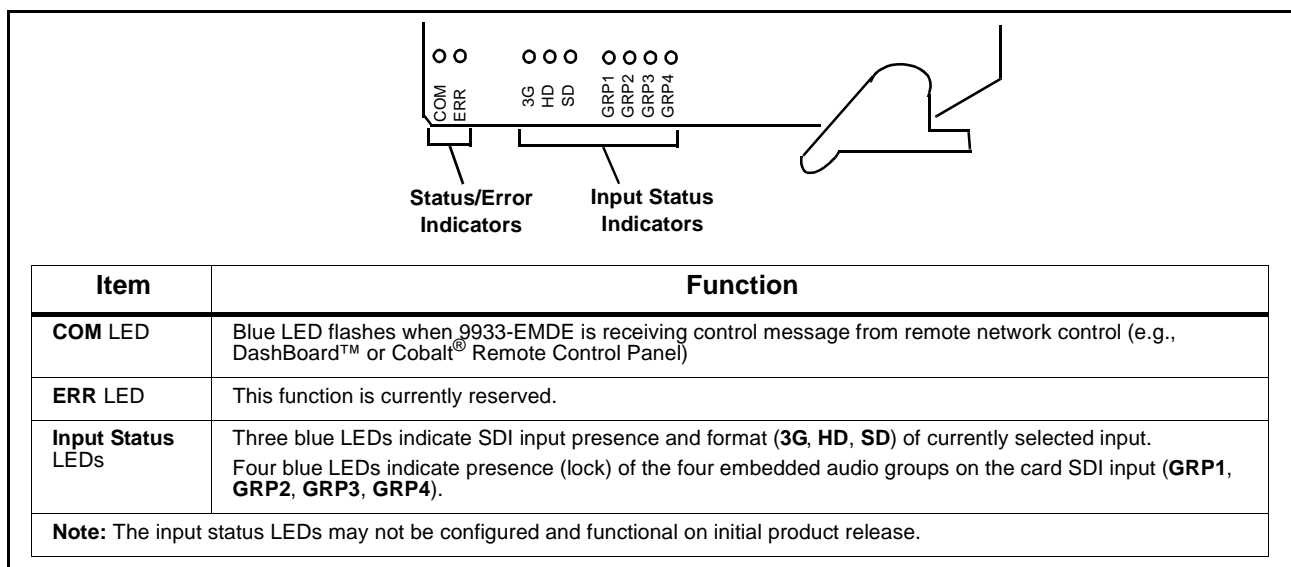 COM
ERR
3G
HD
SD
GRP1
GRP2
GRP3
GRP4
Status/Error
Indicators
Input Status
Indicators
Item
Function
COM LED
Blue LED flashes when 9933-EMDE is receiving control message from remote network control (e.g.,
DashBoard™ or Cobalt® Remote Control Panel)
ERR LED
This function is currently reserved.
Input Status
LEDs
Three blue LEDs indicate SDI input presence and format (3G, HD, SD) of currently selected input.
Four blue LEDs indicate presence (lock) of the four embedded audio groups on the card SDI input (GRP1,
GRP2, GRP3, GRP4).
Note: The input status LEDs may not be configured and functional on initial product release.